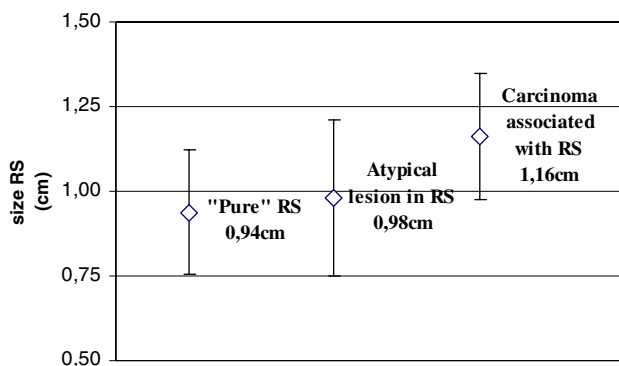 1,50
1,25
1,00
0,75
0,50
size RS
(cm)
"Pure" RS
0,94cm
Atypical
lesion in RS
0,98cm
Carcinoma
associated
with RS
1,16cm